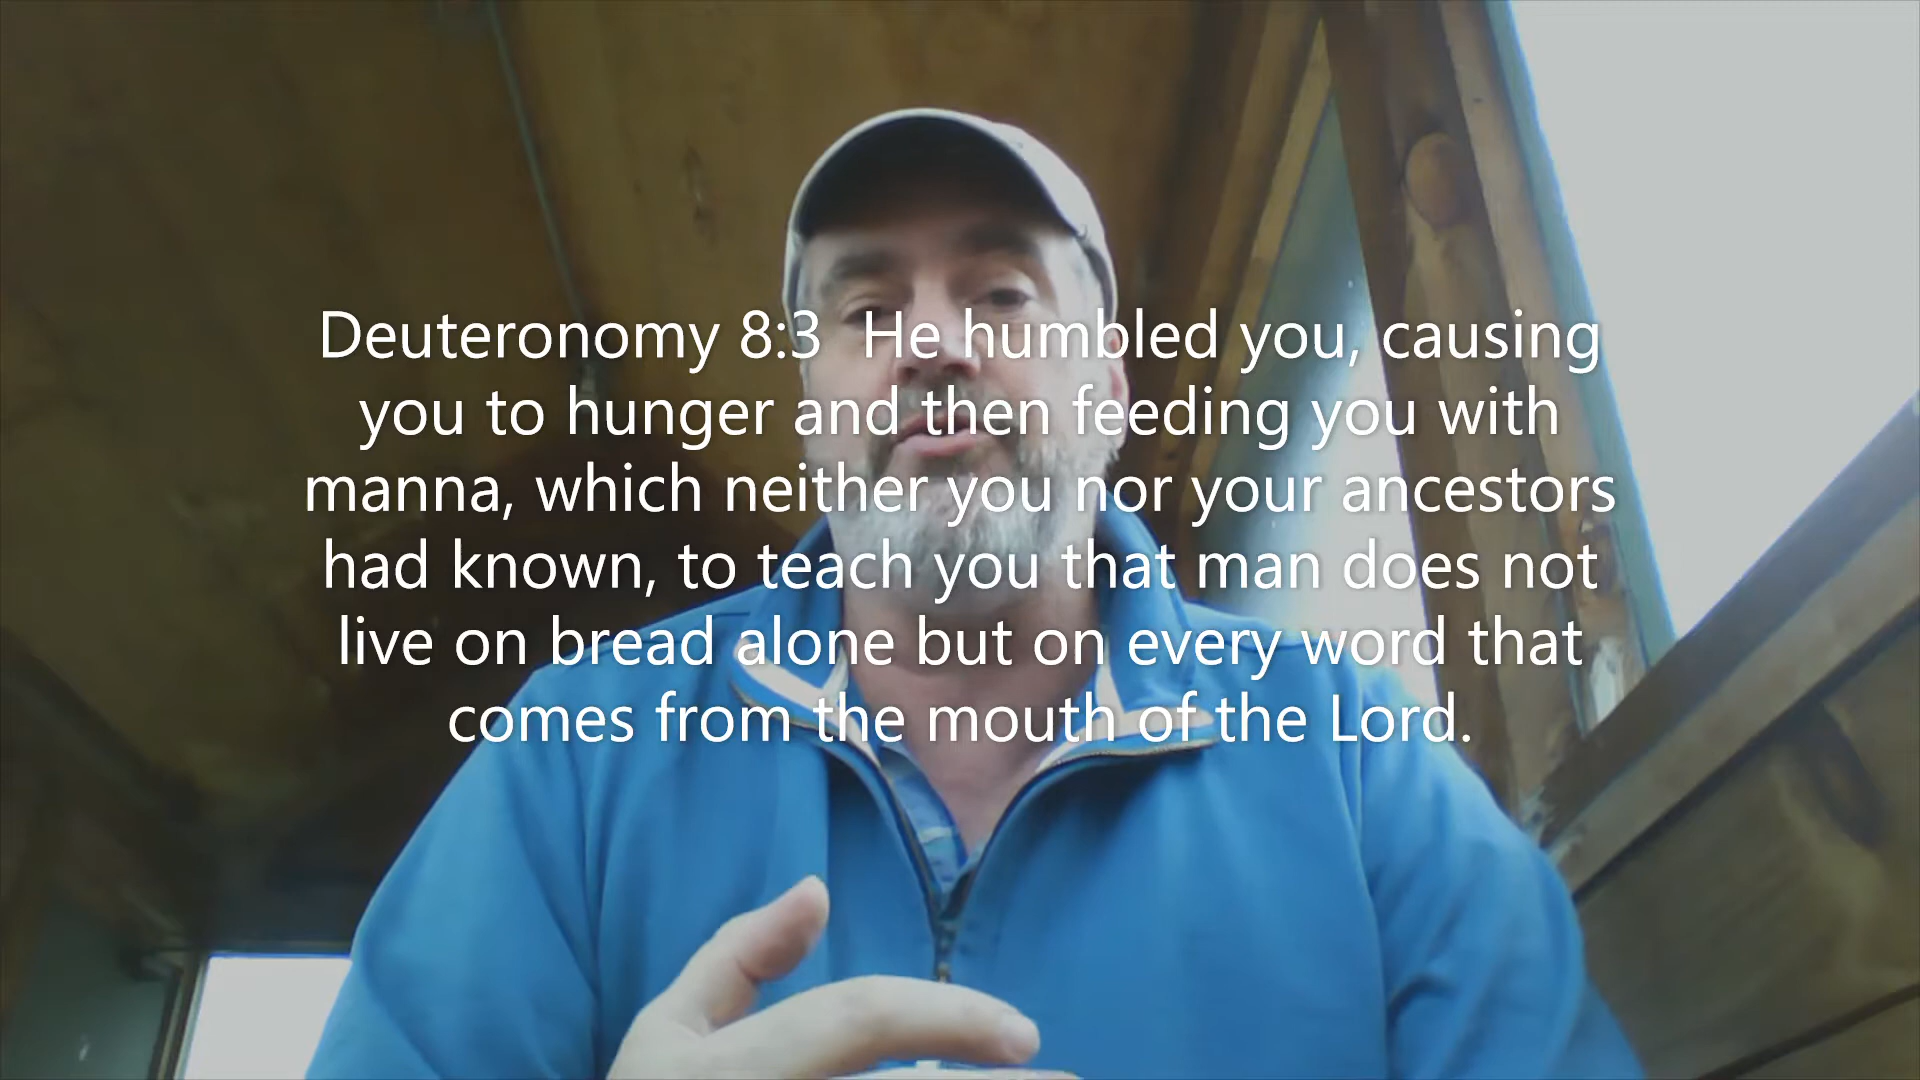 Deuteronomy 8:3  He humbled you, causing
you to hunger and then feeding you with
manna, which neither you nor your ancestors
had known, to teach you that man does not
live on bread alone but on every word that
comes from the mouth of the Lord.